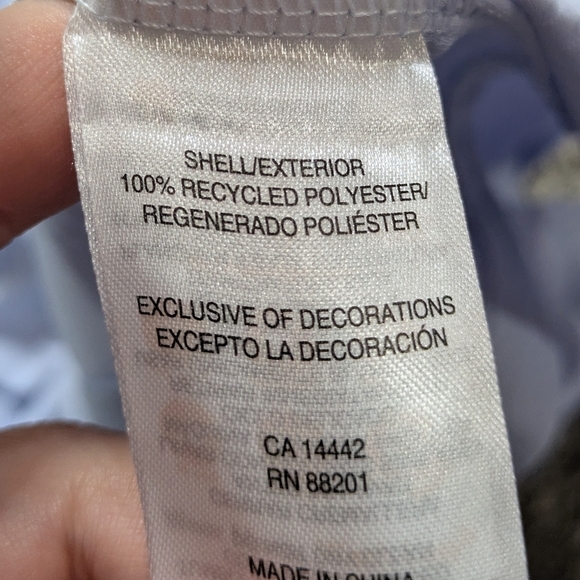 SHELL/EXTERIOR
100% RECYCLED POLYESTER/
REGENERADO POLIÉSTER
EXCLUSIVE OF DECORATIONS
EXCEPTO LA DECORACIÓN
CA 14442
RN 88201
MADE IN CHINA